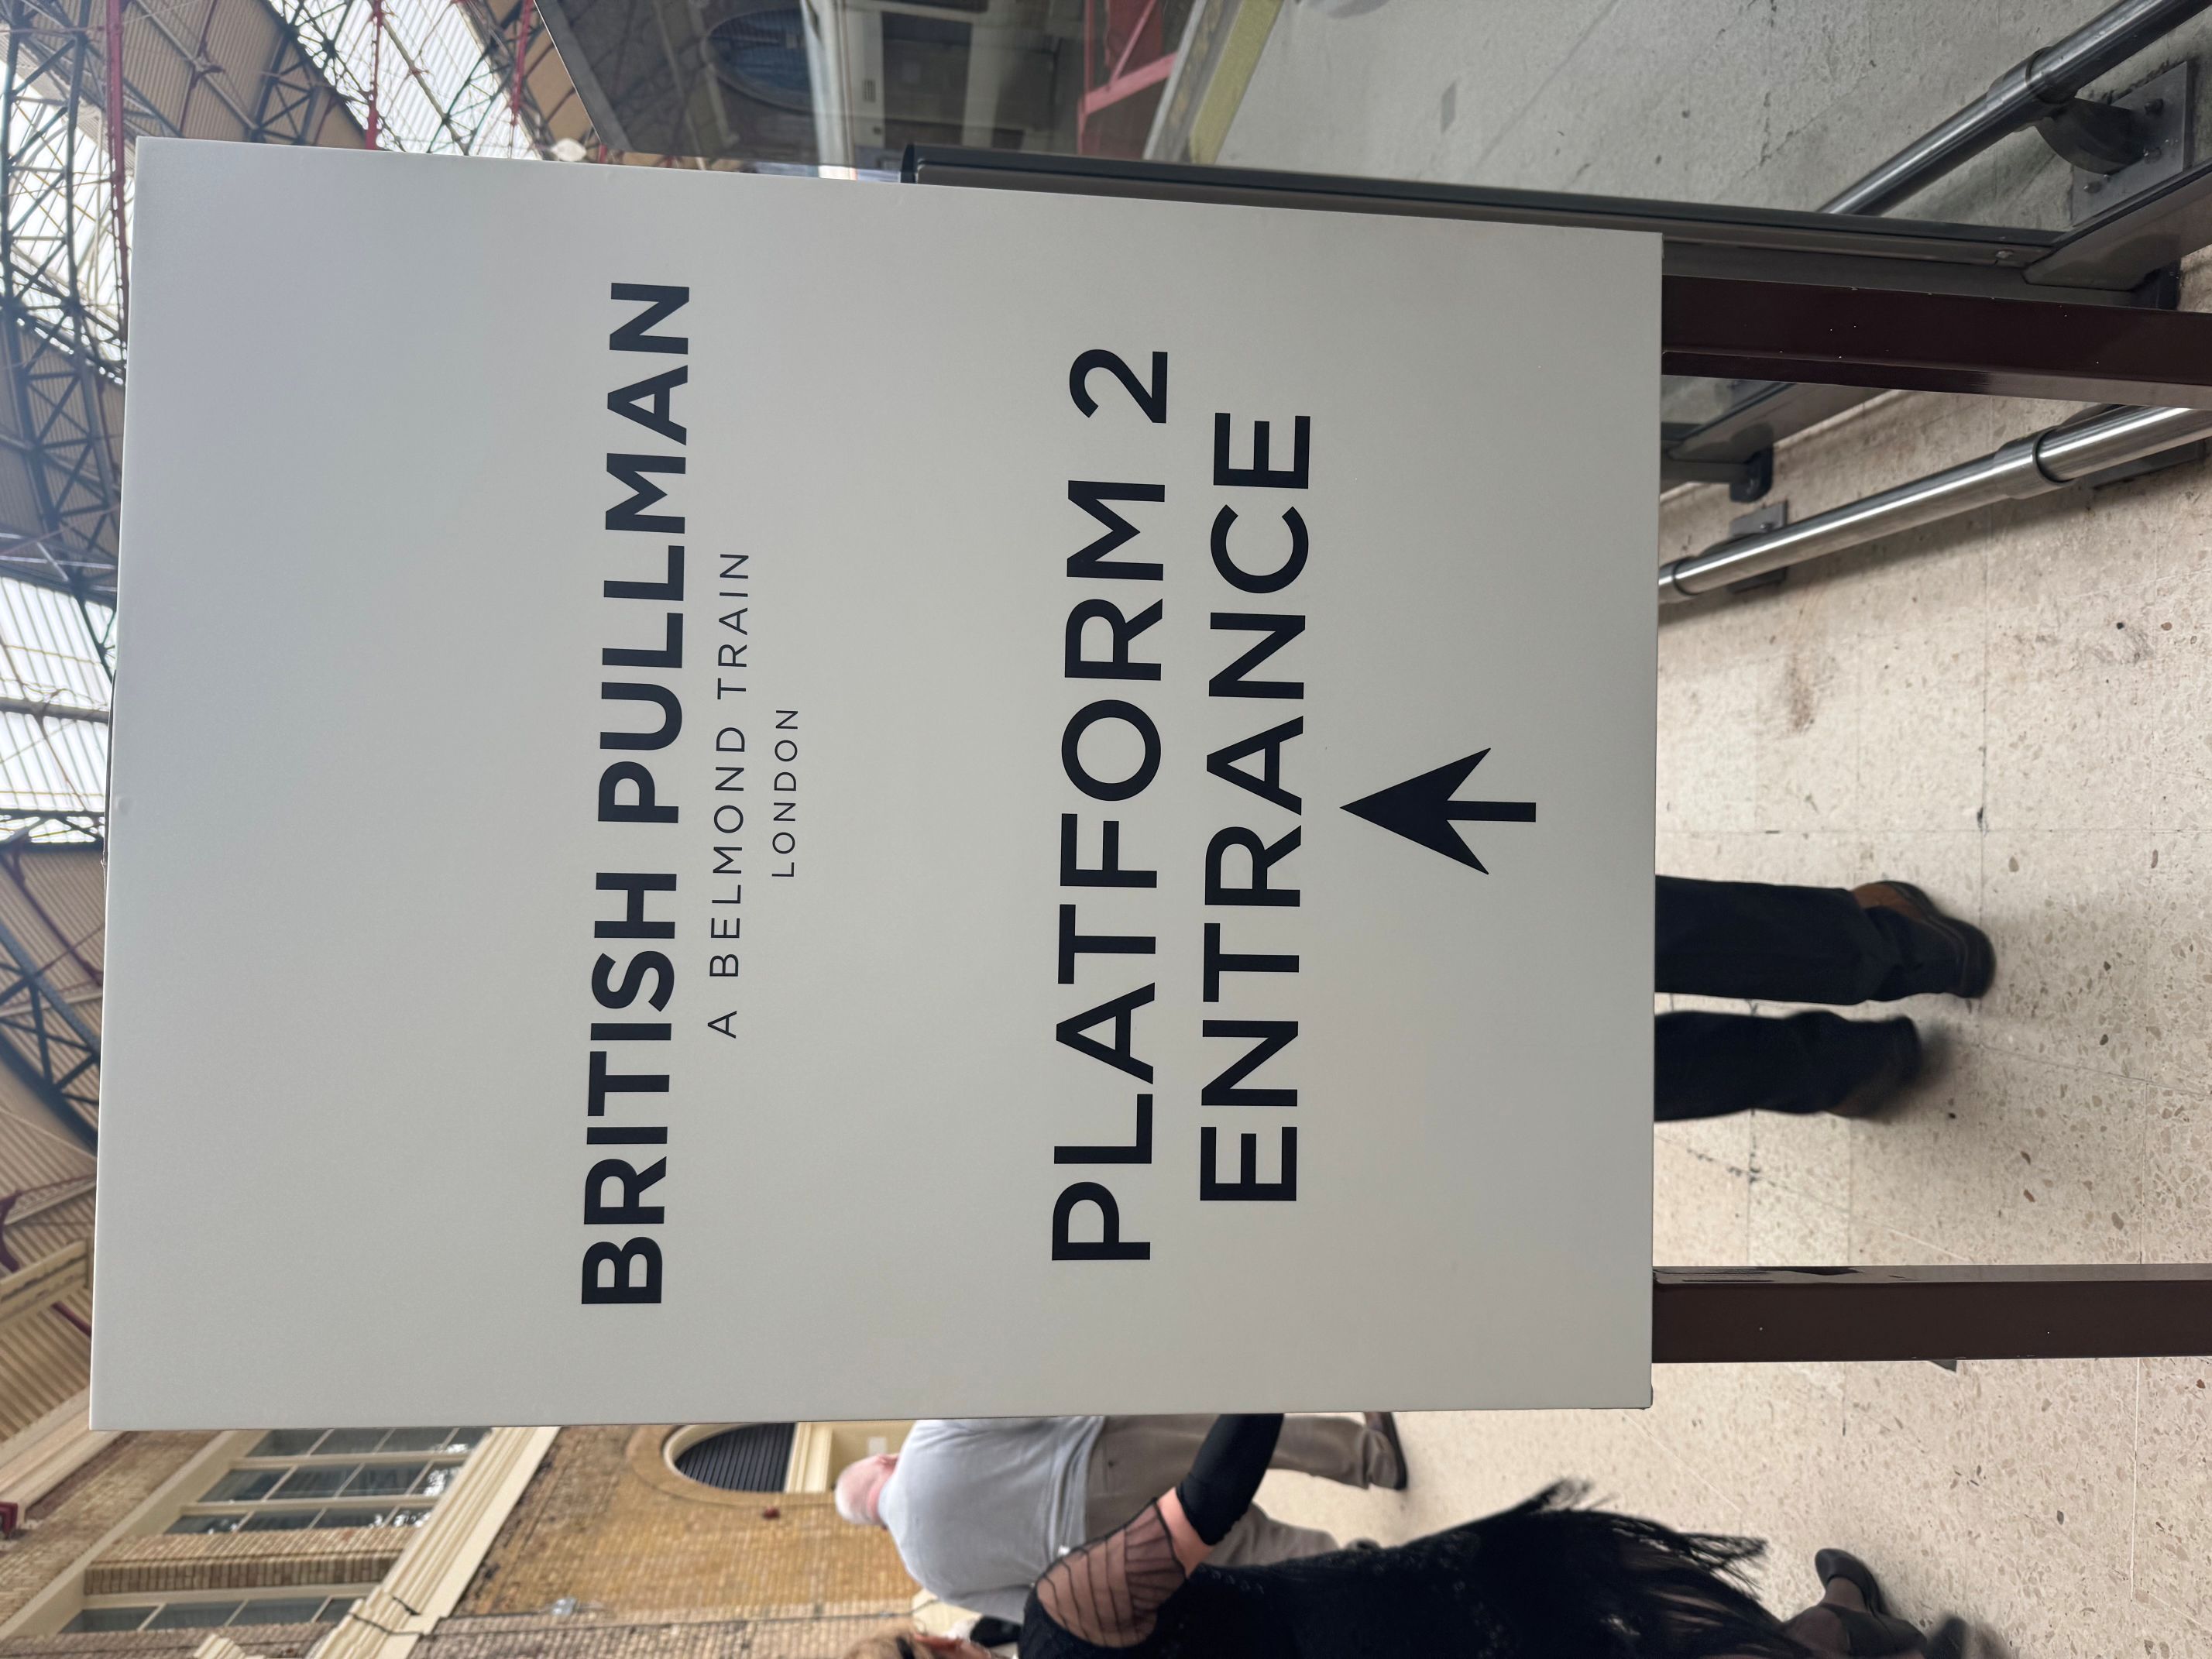 BRITISH PULLMAN
A BELMOND TRAIN
LONDON
PLATFORM 2
ENTRANCE